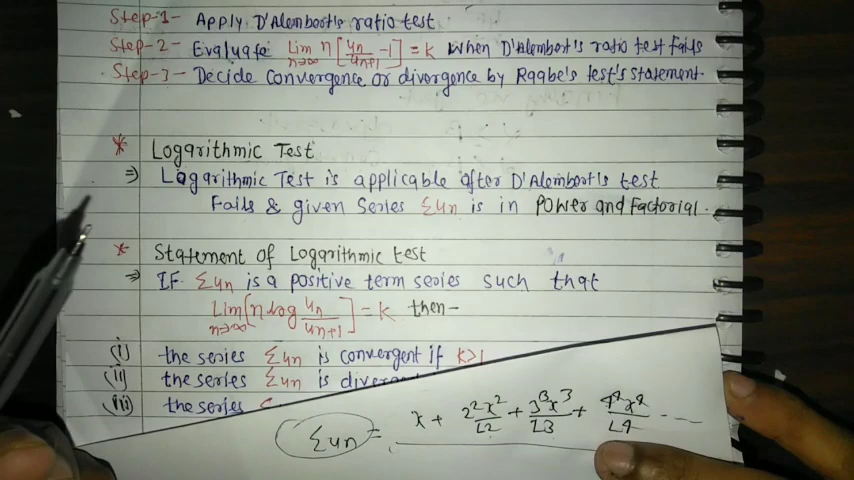 Step-1- Apply D'Alembert's ratio test
Step-2- Evaluate Lim n→∞ n[un/un+1 -1] = k when D'Alembert's ratio test fails
Step-3- Decide Convergence or divergence by Raabe's test's statement.
* Logarithmic Test
⇒ Logarithmic Test is applicable after D'Alembert's test
Fails & given Series Σun is in Power and Factorial.
* Statement of Logarithmic test
⇒ IF Σun is a positive term series such that
Lim n→∞ [n log un/un+1] = k then-
(i) the series Σun is convergent if k>1
(ii) the series Σun is
(iii) the series
Σun = x + 2²x²/⌊2 + 3³x³/⌊3 + 4⁴x⁴/⌊4 -----